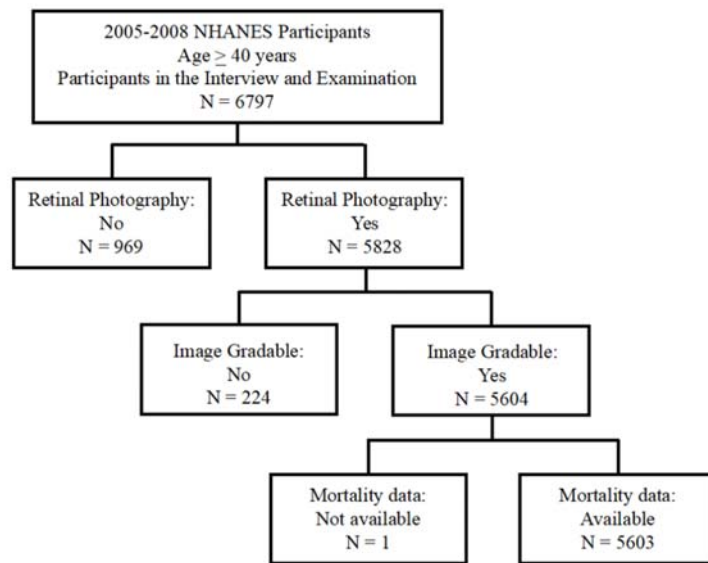 2005-2008 NHANES Participants
Age ≥ 40 years
Participants in the Interview and Examination
N = 6797
Retinal Photography:
No
N = 969
Retinal Photography:
Yes
N = 5828
Image Gradable:
No
N = 224
Image Gradable:
Yes
N = 5604
Mortality data:
Not available
N = 1
Mortality data:
Available
N = 5603